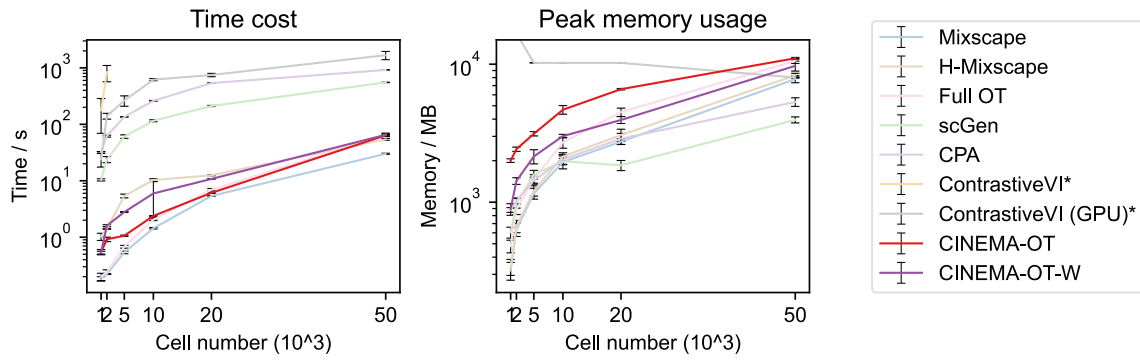 Time cost
Time / s
10^3
10^2
10^1
10^0
1 2 5 10 20 50
Cell number (10^3)
Peak memory usage
Memory / MB
10^4
10^3
1 2 5 10 20 50
Cell number (10^3)
Mixscape
H-Mixscape
Full OT
scGen
CPA
ContrastiveVI*
ContrastiveVI (GPU)*
CINEMA-OT
CINEMA-OT-W